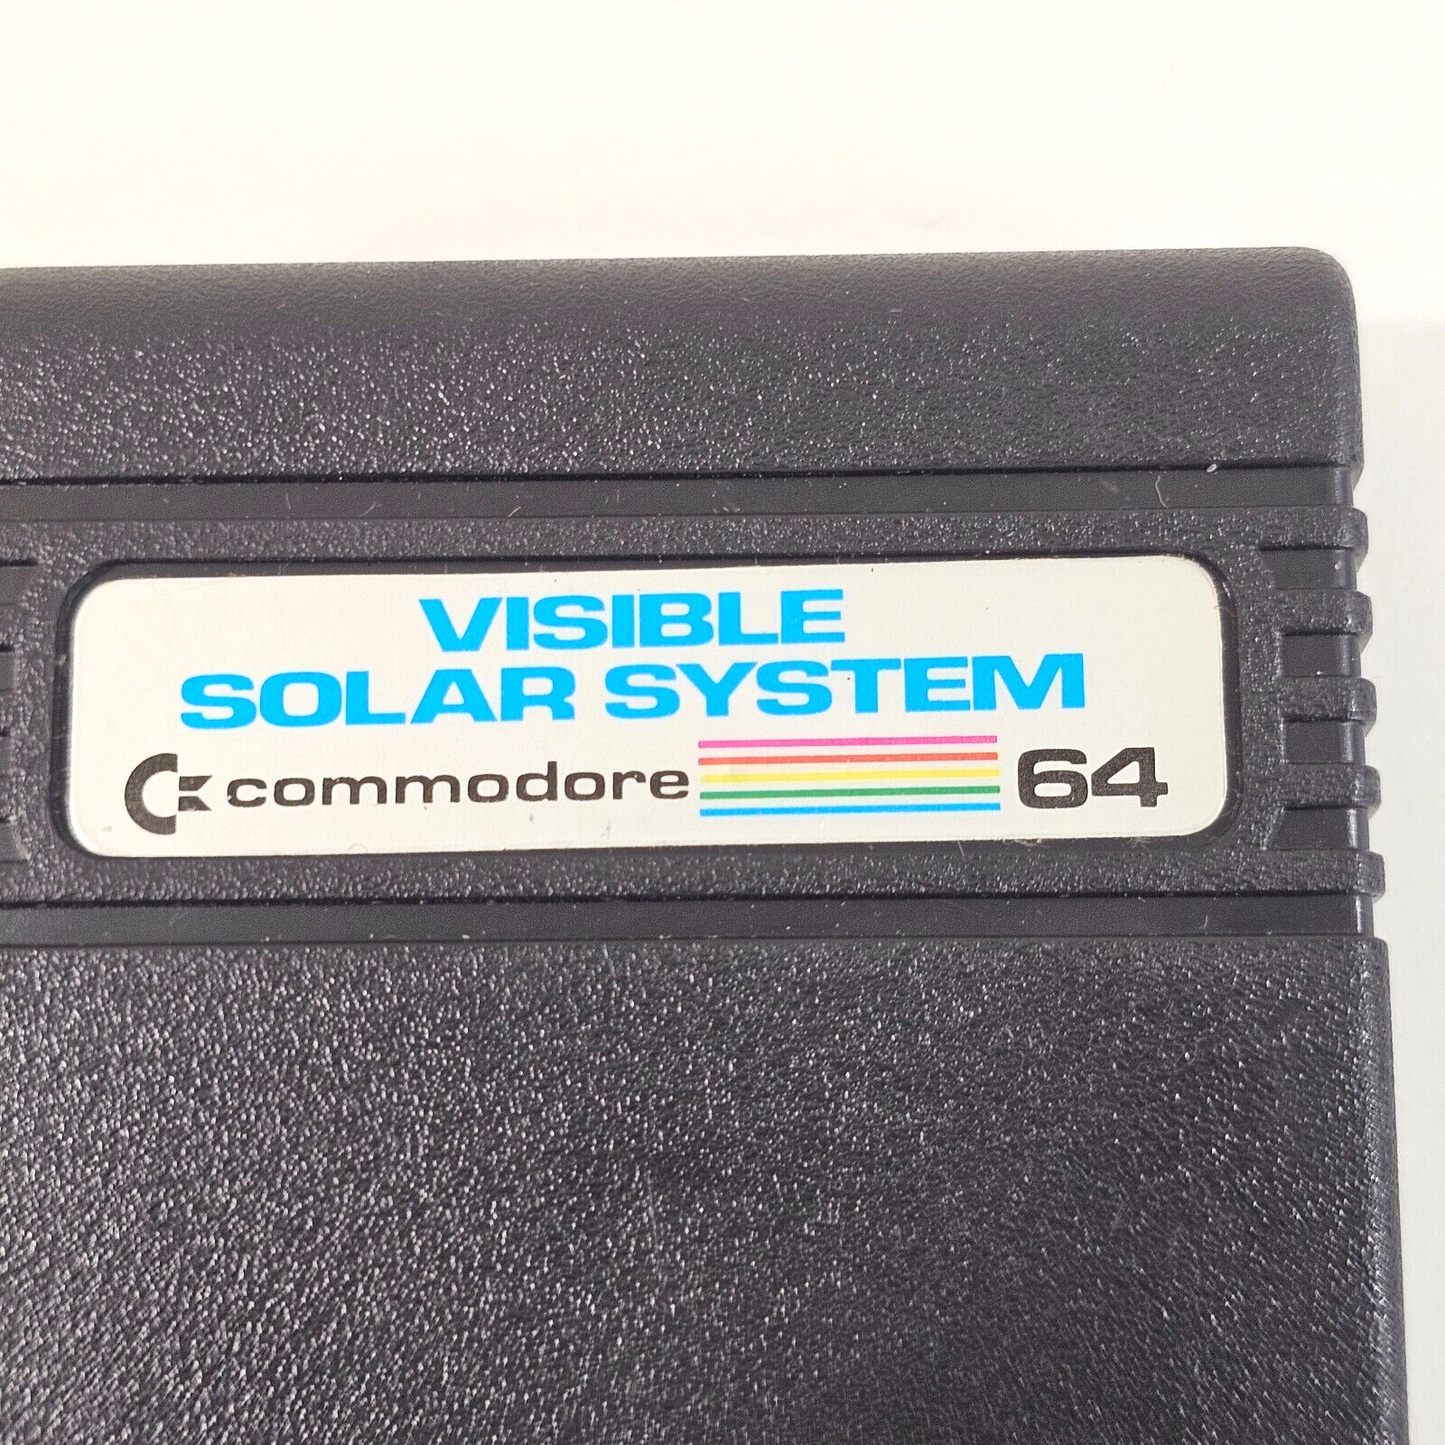 VISIBLE
SOLAR SYSTEM
commodore 64